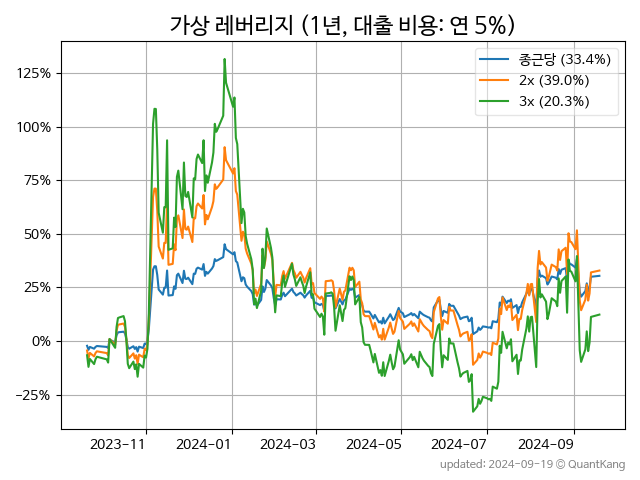 가상 레버리지 (1년, 대출 비용: 연 5%)
종근당 (33.4%)
2x (39.0%)
3x (20.3%)
125%
100%
75%
50%
25%
0%
−25%
2023-11
2024-01
2024-03
2024-05
2024-07
2024-09
updated: 2024-09-19 © QuantKang